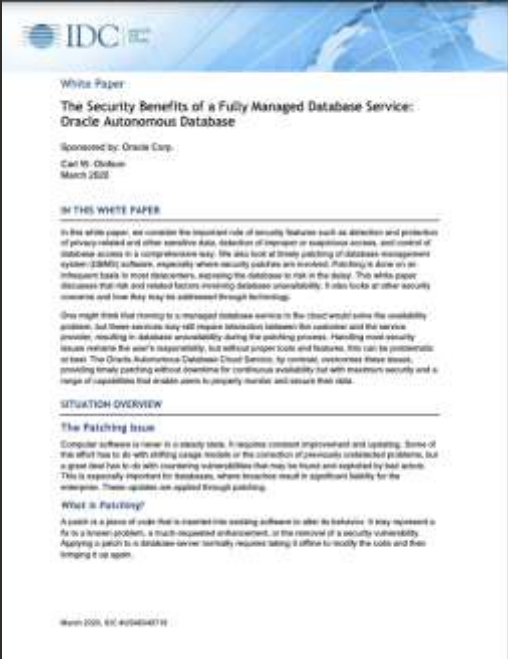 IDC
White Paper
The Security Benefits of a Fully Managed Database Service:
Oracle Autonomous Database
Sponsored by: Oracle Corp.
Carl W. Olofson
March 2020
IN THIS WHITE PAPER
In this white paper, we consider the important role of security features such as detection and protection
of privacy-related and other sensitive data, detection of improper or suspicious access, and control of
database access in a comprehensive way. We also look at timely patching of database management
system (DBMS) software, especially where security patches are involved. Patching is done on an
infrequent basis in most datacenters, exposing the database to risk in the delay. This white paper
discusses that risk and related factors involving database unavailability. It also looks at other security
concerns and how they may be addressed through technology.
One might think that moving to a managed database service in the cloud would solve the availability
problem, but these services may still require interaction between the customer and the service
provider, resulting in database unavailability during the patching process. Handling most security
issues remains the user's responsibility, but without proper tools and features, this can be problematic
at best. The Oracle Autonomous Database Cloud Service, by contrast, overcomes these issues,
providing timely patching without downtime for continuous availability but with maximum security and a
range of capabilities that enable users to properly monitor and secure their data.
SITUATION OVERVIEW
The Patching Issue
Computer software is never in a steady state. It requires constant improvement and updating. Some of
this effort has to do with shifting usage models or the correction of previously undetected problems, but
a great deal has to do with countering vulnerabilities that may be found and exploited by bad actors.
This is especially important for databases, where breaches result in significant liability for the
enterprise. These updates are applied through patching.
What Is Patching?
A patch is a piece of code that is inserted into existing software to alter its behavior. It may represent a
fix to a known problem, a much-requested enhancement, or the removal of a security vulnerability.
Applying a patch to a database server normally requires taking it offline to modify the code and then
bringing it up again.
March 2020, IDC